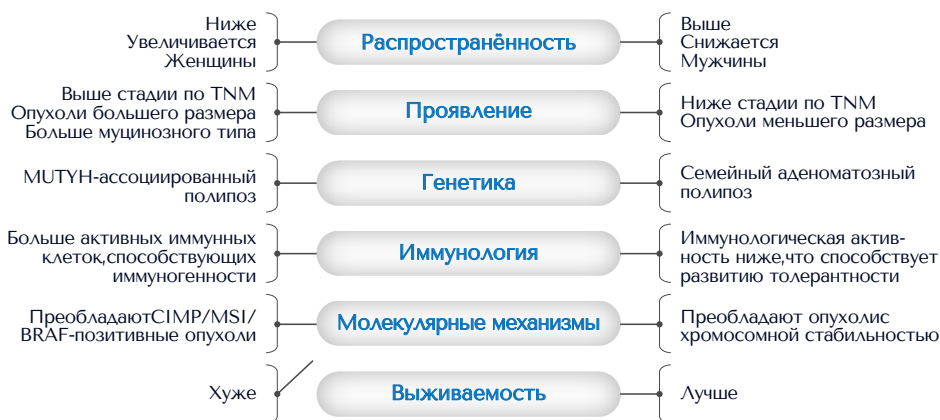 Ниже
Увеличивается
Женщины
Распространённость
Выше
Снижается
Мужчины
Выше стадии по TNM
Опухоли большего размера
Больше муцинозного типа
Проявление
Ниже стадии по TNM
Опухоли меньшего размера
MUTYH-ассоциированный
полипоз
Генетика
Семейный аденоматозный
полипоз
Больше активных иммунных
клеток,способствующих
иммуногенности
Иммунология
Иммунологическая актив-
ность ниже,что способствует
развитию толерантности
ПреобладаютCIMP/MSI/
BRAF-позитивные опухоли
Молекулярные механизмы
Преобладают опухолис
хромосомной стабильностью
Хуже
Выживаемость
Лучше